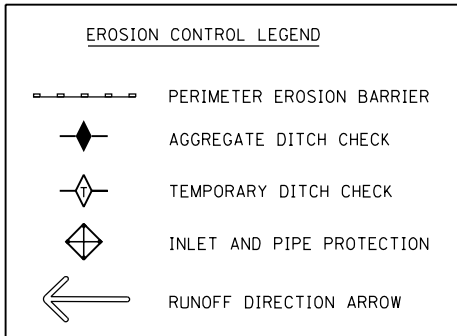 EROSION CONTROL LEGEND
PERIMETER EROSION BARRIER
AGGREGATE DITCH CHECK
T TEMPORARY DITCH CHECK
INLET AND PIPE PROTECTION
RUNOFF DIRECTION ARROW